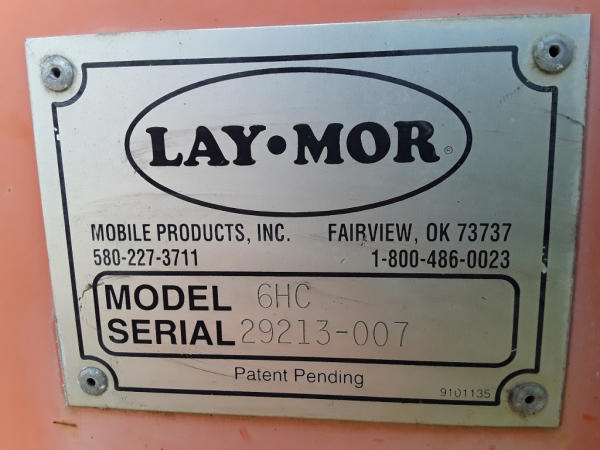 LAY•MOR ©
MOBILE PRODUCTS, INC. FAIRVIEW, OK 73737
580-227-3711 1-800-486-0023
MODEL 6HC
SERIAL 29213-007
Patent Pending
9101135